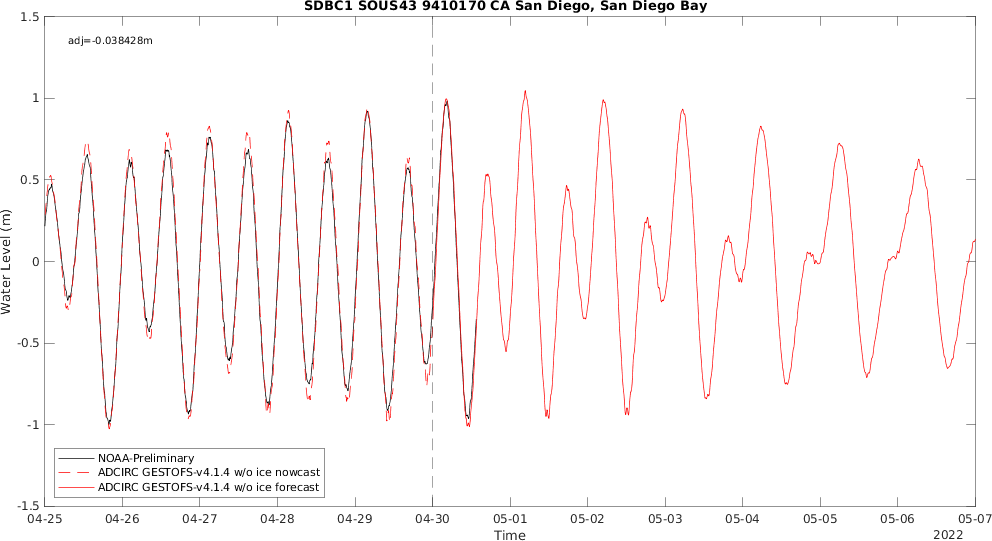 SDBC1 SOUS43 9410170 CA San Diego, San Diego Bay
adj=-0.038428m
1.5
1
0.5
0
-0.5
-1
-1.5
Water Level (m)
NOAA-Preliminary
ADCIRC GESTOFS-v4.1.4 w/o ice nowcast
ADCIRC GESTOFS-v4.1.4 w/o ice forecast
04-25 04-26 04-27 04-28 04-29 04-30 05-01 05-02 05-03 05-04 05-05 05-06 05-07
Time
2022